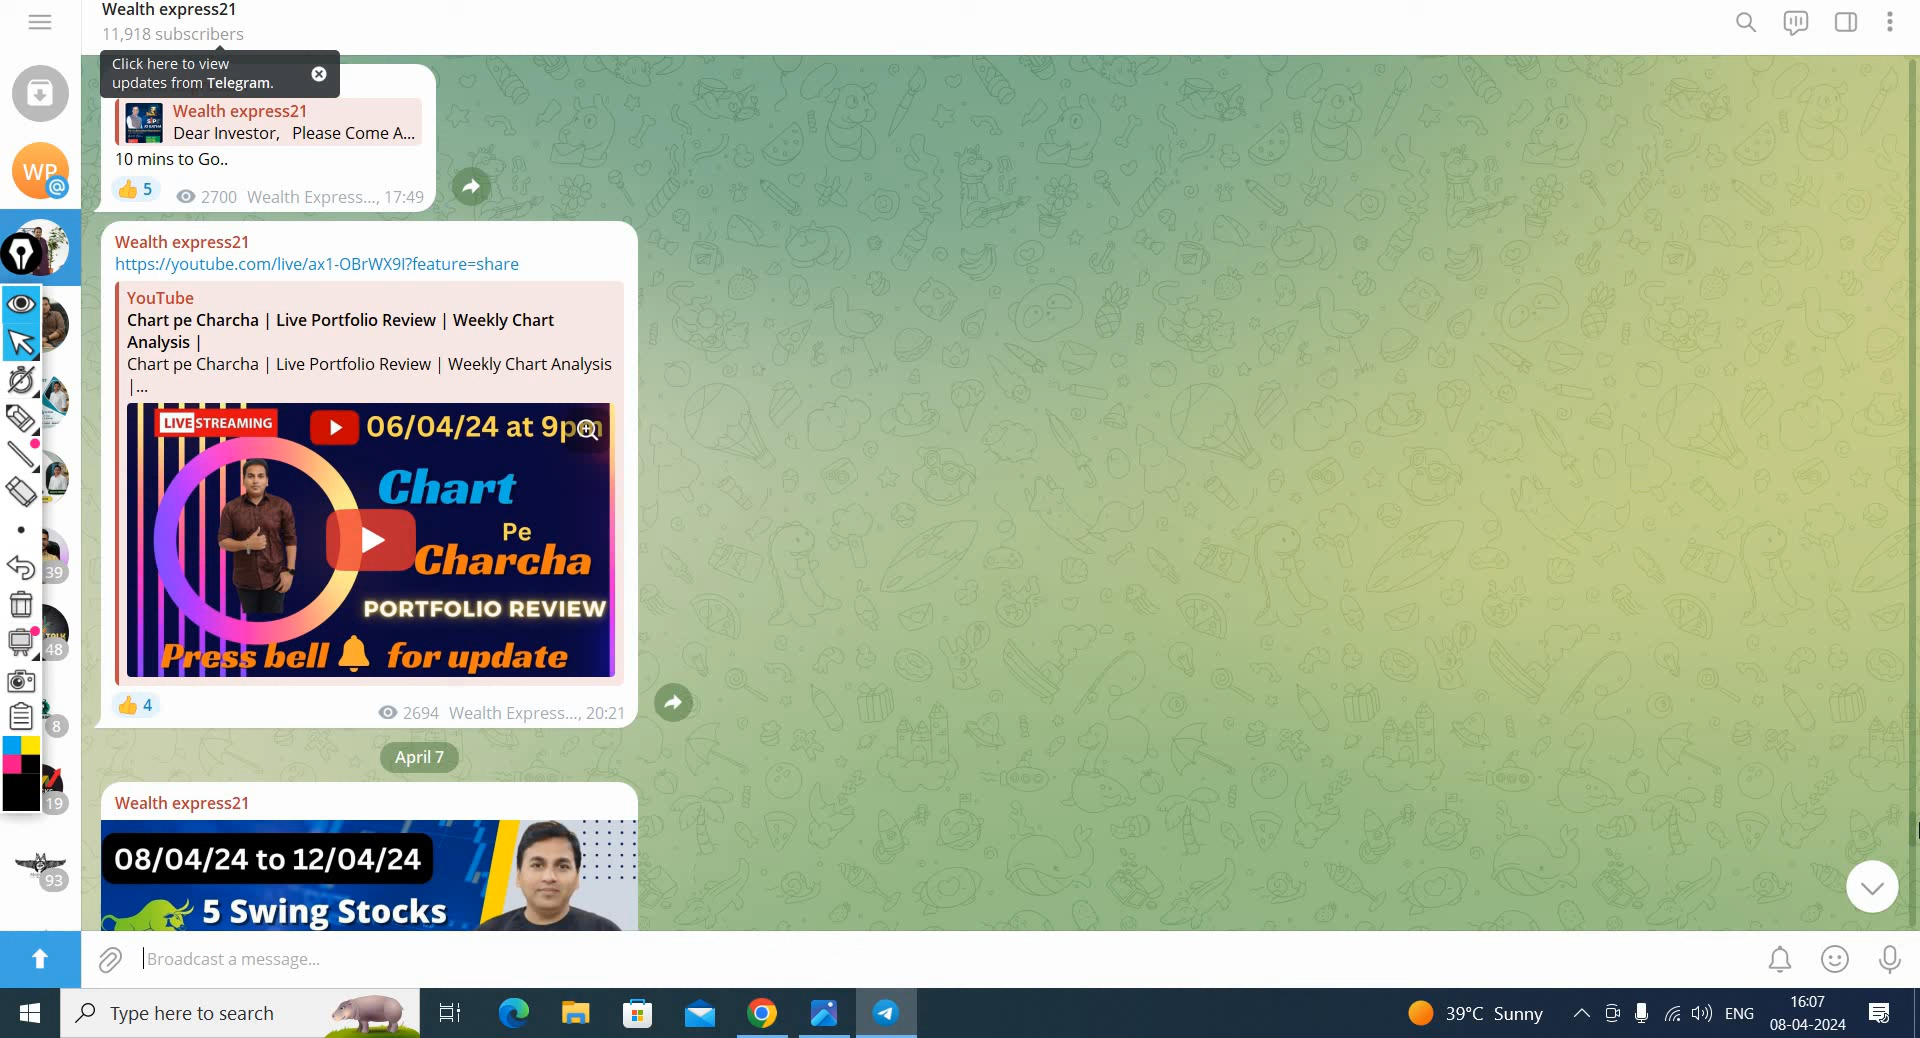 Wealth express21
11,918 subscribers
Click here to view
updates from Telegram.
Wealth express21
Dear Investor, Please Come A...
10 mins to Go..
5
2700 Wealth Express..., 17:49
WP
@
Wealth express21
https://youtube.com/live/ax1-OBrWX9I?feature=share
YouTube
Chart pe Charcha | Live Portfolio Review | Weekly Chart
Analysis |
Chart pe Charcha | Live Portfolio Review | Weekly Chart Analysis
|...
LIVE STREAMING
06/04/24 at 9pm
Chart
Pe
Charcha
PORTFOLIO REVIEW
Press bell for update
4
2694 Wealth Express..., 20:21
39
48
8
19
93
April 7
Wealth express21
08/04/24 to 12/04/24
5 Swing Stocks
Broadcast a message...
Type here to search
39°C Sunny
ENG
16:07
08-04-2024